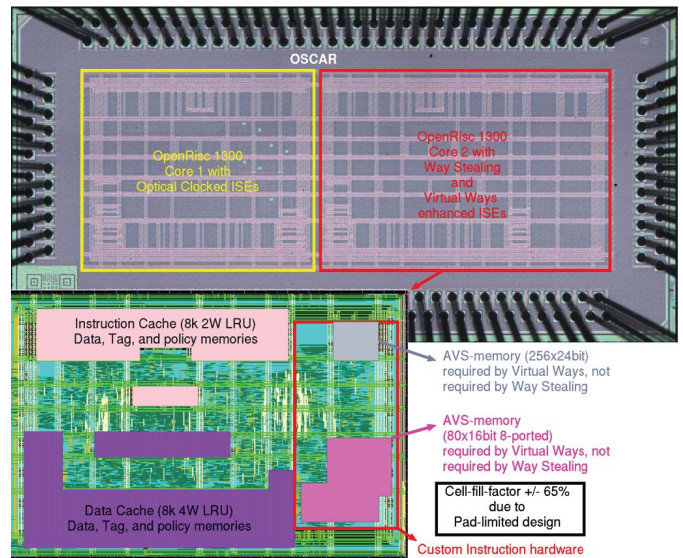 OSCAR
OpenRisc 1300
Core 1 with
Optical Clocked ISEs
OpenRisc 1300
Core 2 with
Way Stealing
and
Virtual Ways
enhanced ISEs
Instruction Cache (8k 2W LRU)
Data, Tag, and policy memories
AVS-memory (256x24bit)
required by Virtual Ways, not
required by Way Stealing
AVS-memory
(80x16bit 8-ported)
required by Virtual Ways, not
required by Way Stealing
Data Cache (8k 4W LRU)
Data, Tag, and policy memories
Cell-fill-factor +/- 65%
due to
Pad-limited design
Custom Instruction hardware